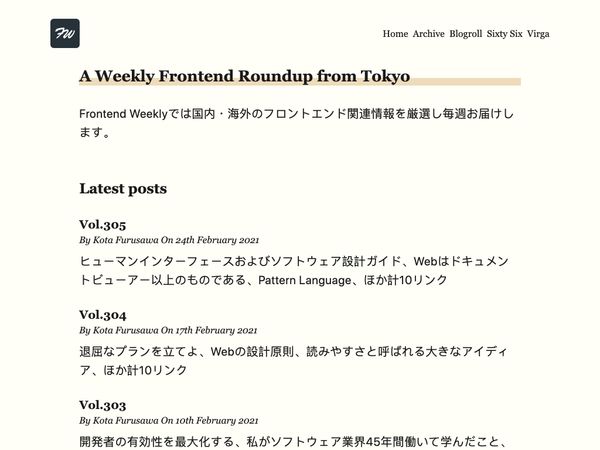 FW
Home Archive Blogroll Sixty Six Virga
A Weekly Frontend Roundup from Tokyo
Frontend Weeklyでは国内・海外のフロントエンド関連情報を厳選し毎週お届けし
ます。
Latest posts
Vol.305
By Kota Furusawa On 24th February 2021
ヒューマンインターフェースおよびソフトウェア設計ガイド、Webはドキュメン
トビューアー以上のものである、Pattern Language、ほか計10リンク
Vol.304
By Kota Furusawa On 17th February 2021
退屈なプランを立てよ、Webの設計原則、読みやすさと呼ばれる大きなアイディ
ア、ほか計10リンク
Vol.303
By Kota Furusawa On 10th February 2021
開発者の有効性を最大化する、私がソフトウェア業界45年間働いて学んだこと、